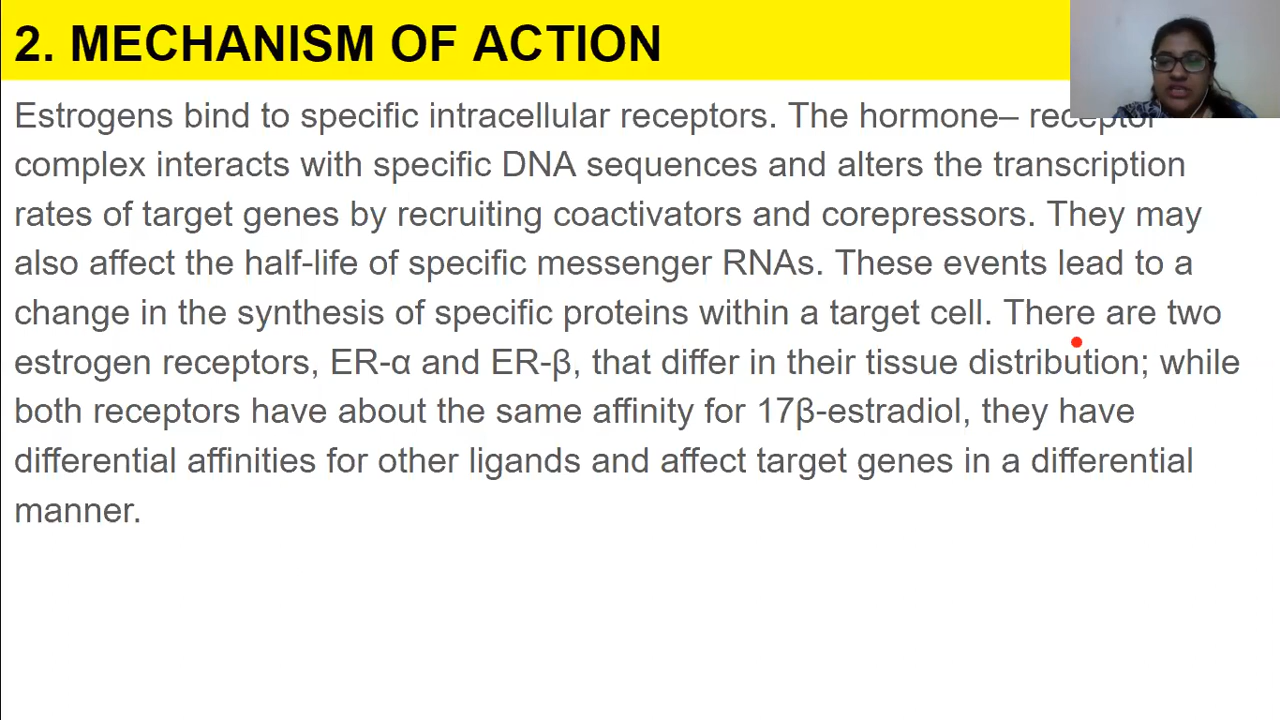 2. MECHANISM OF ACTION
Estrogens bind to specific intracellular receptors. The hormone– receptor
complex interacts with specific DNA sequences and alters the transcription
rates of target genes by recruiting coactivators and corepressors. They may
also affect the half-life of specific messenger RNAs. These events lead to a
change in the synthesis of specific proteins within a target cell. There are two
estrogen receptors, ER-α and ER-β, that differ in their tissue distribution; while
both receptors have about the same affinity for 17β-estradiol, they have
differential affinities for other ligands and affect target genes in a differential
manner.